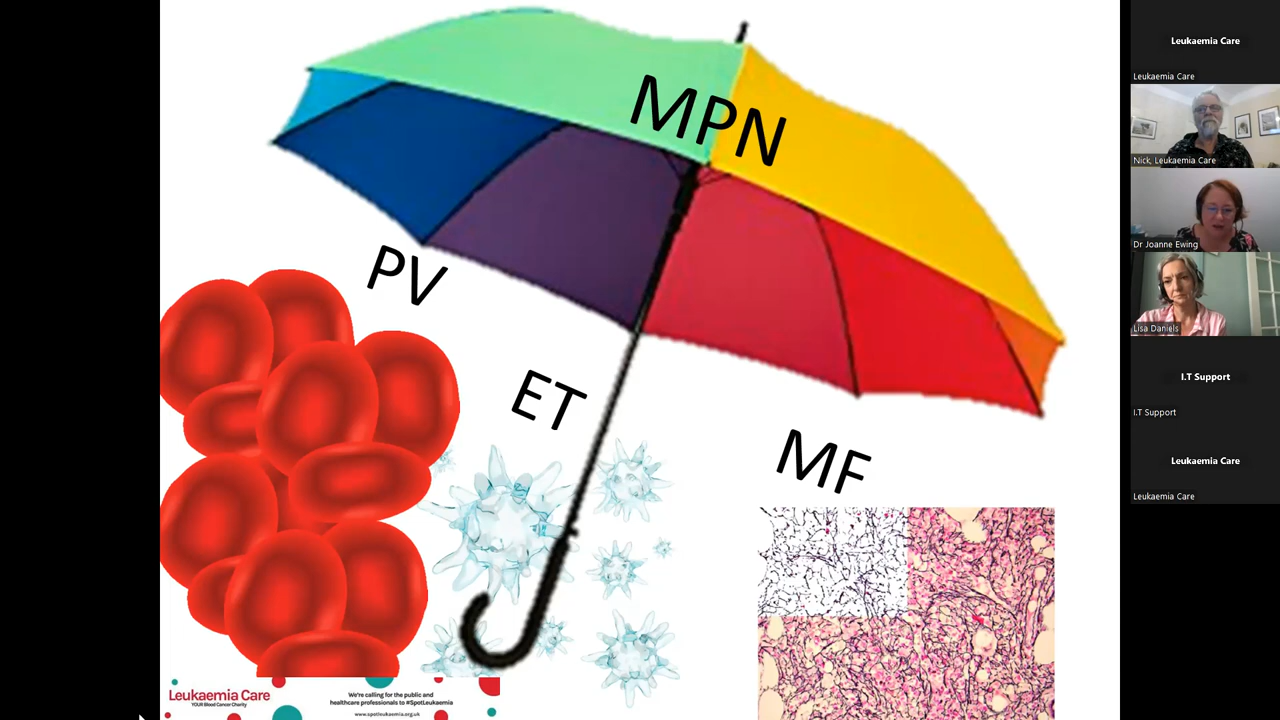 MPN
PV
ET
MF
Leukaemia Care
YOUR Blood Cancer Charity
We're calling for the public and
healthcare professionals to #SpotLeukaemia
www.spotleukaemia.org.uk
Leukaemia Care
Leukaemia Care
Nick, Leukaemia Care
Dr Joanne Ewing
Lisa Daniels
I.T Support
I.T Support
Leukaemia Care
Leukaemia Care